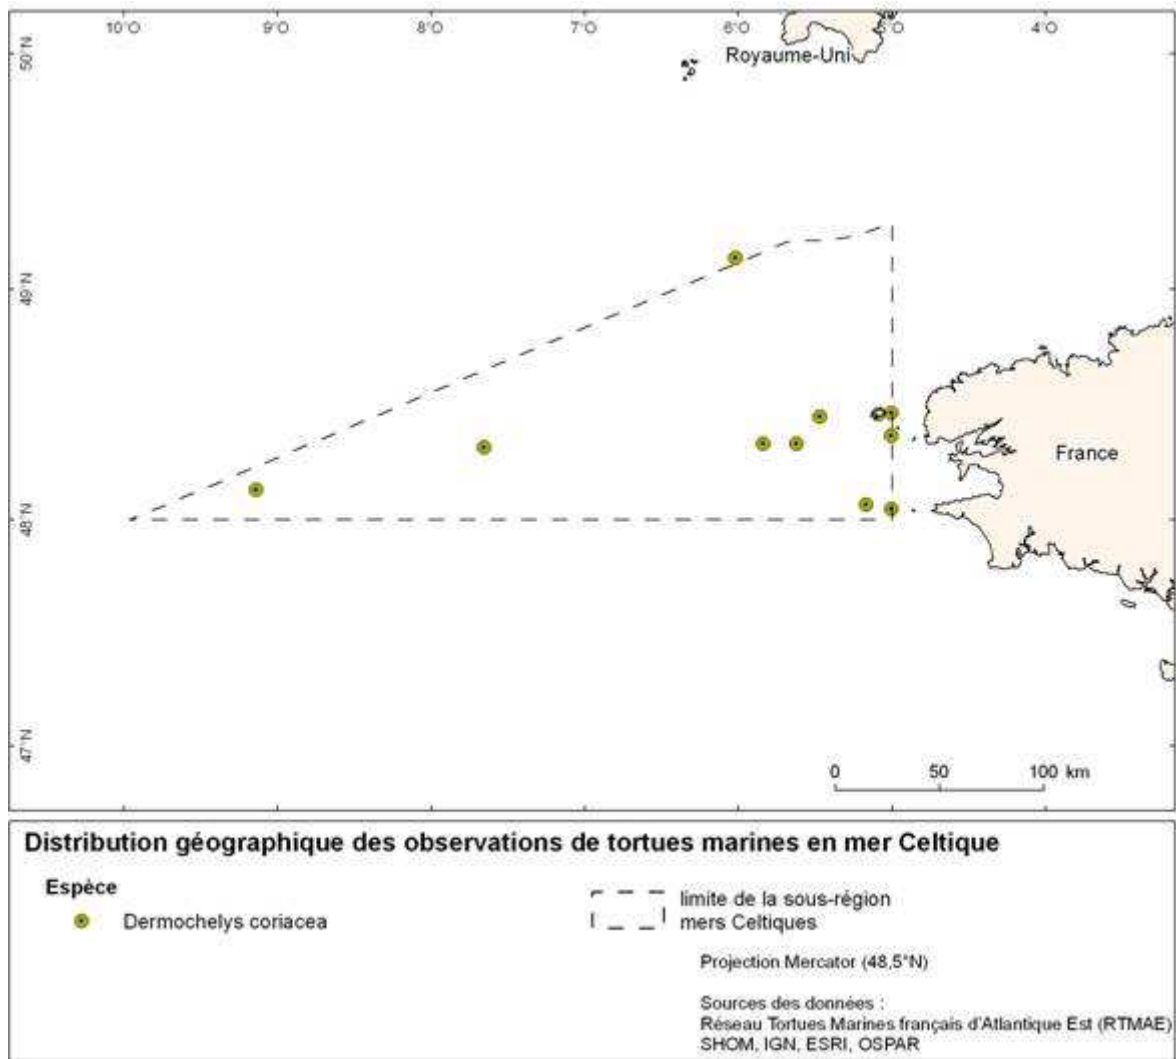 10°O 9°O 8°O 7°O 6°O 5°O 4°O
50°N
Royaume-Uni
49°N
France
48°N
47°N
0 50 100 km
Distribution géographique des observations de tortues marines en mer Celtique
Espèce
Dermochelys coriacea
limite de la sous-région
mers Celtiques
Projection Mercator (48,5°N)
Sources des données :
Réseau Tortues Marines français d'Atlantique Est (RTMAE)
SHOM, IGN, ESRI, OSPAR